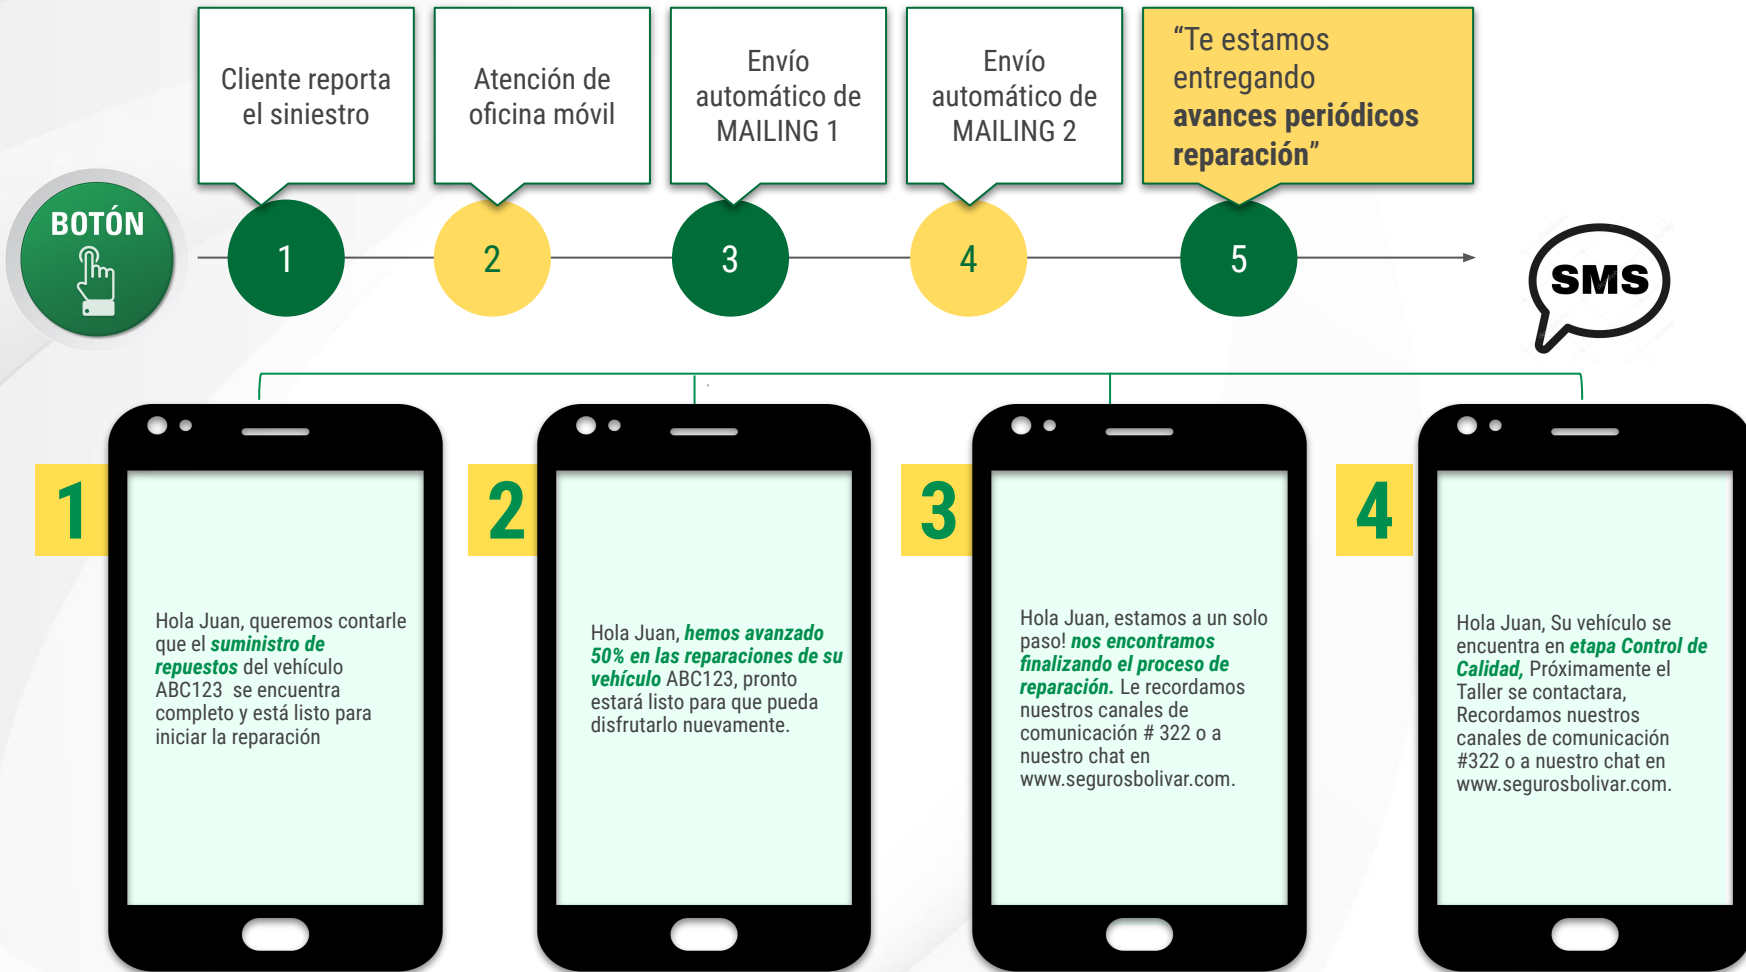 Cliente reporta
el siniestro
Atención de
oficina móvil
Envío
automático de
MAILING 1
Envío
automático de
MAILING 2
“Te estamos
entregando
avances periódicos
reparación”
BOTÓN
1
2
3
4
5
SMS
1
Hola Juan, queremos contarle
que el suministro de
repuestos del vehículo
ABC123 se encuentra
completo y está listo para
iniciar la reparación
2
Hola Juan, hemos avanzado
50% en las reparaciones de su
vehículo ABC123, pronto
estará listo para que pueda
disfrutarlo nuevamente.
3
Hola Juan, estamos a un solo
paso! nos encontramos
finalizando el proceso de
reparación. Le recordamos
nuestros canales de
comunicación # 322 o a
nuestro chat en
www.segurosbolivar.com.
4
Hola Juan, Su vehículo se
encuentra en etapa Control de
Calidad, Próximamente el
Taller se contactara,
Recordamos nuestros
canales de comunicación
#322 o a nuestro chat en
www.segurosbolivar.com.